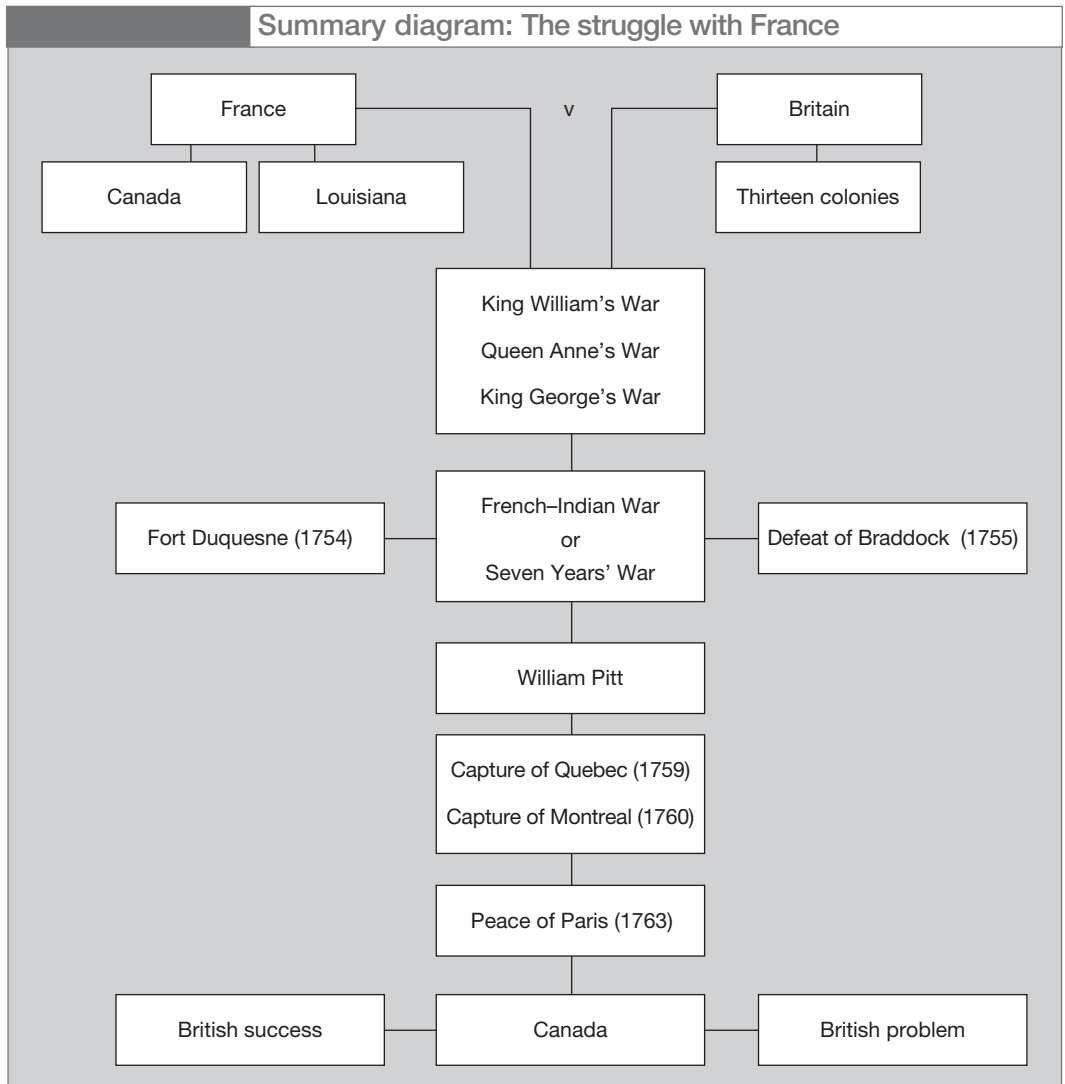 Summary diagram: The struggle with France
France
v
Britain
Canada
Louisiana
Thirteen colonies
King William’s War
Queen Anne’s War
King George’s War
French–Indian War
or
Seven Years’ War
Fort Duquesne (1754)
Defeat of Braddock (1755)
William Pitt
Capture of Quebec (1759)
Capture of Montreal (1760)
Peace of Paris (1763)
British success
Canada
British problem